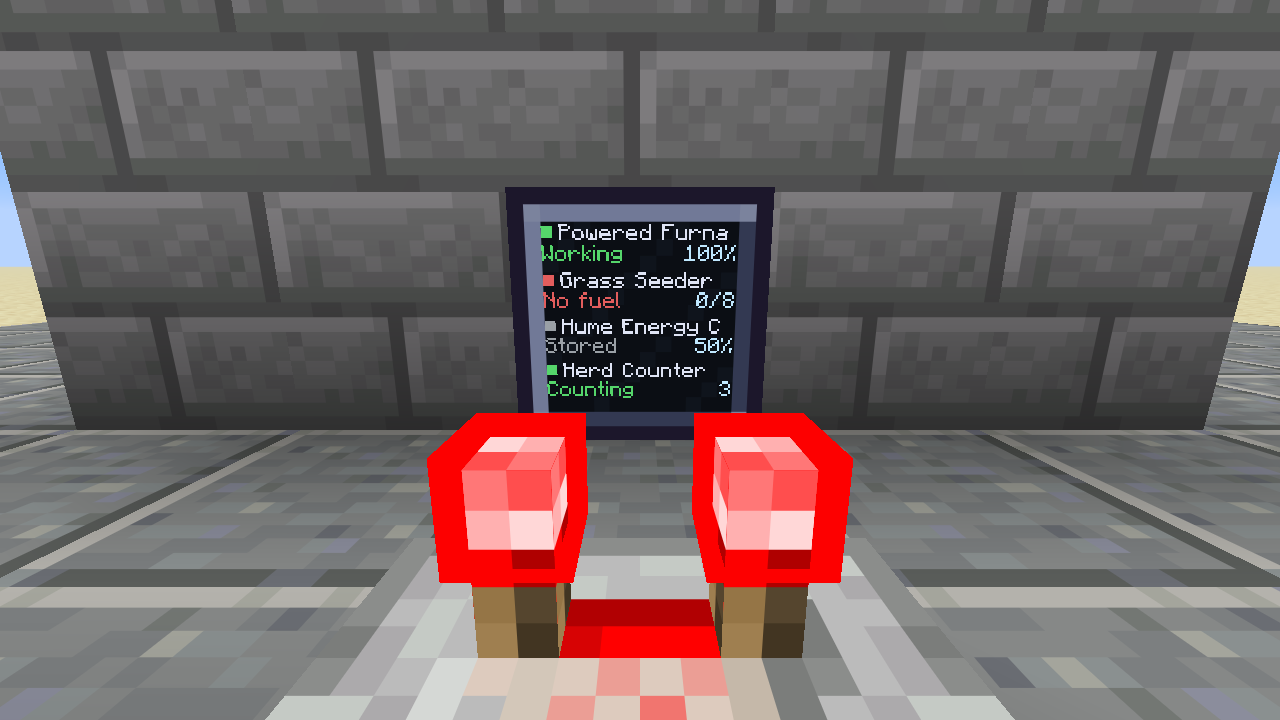 Powered Furna
Working 100%
Grass Seeder
No fuel 0/8
Hume Energy C
Stored 50%
Herd Counter
Counting 3